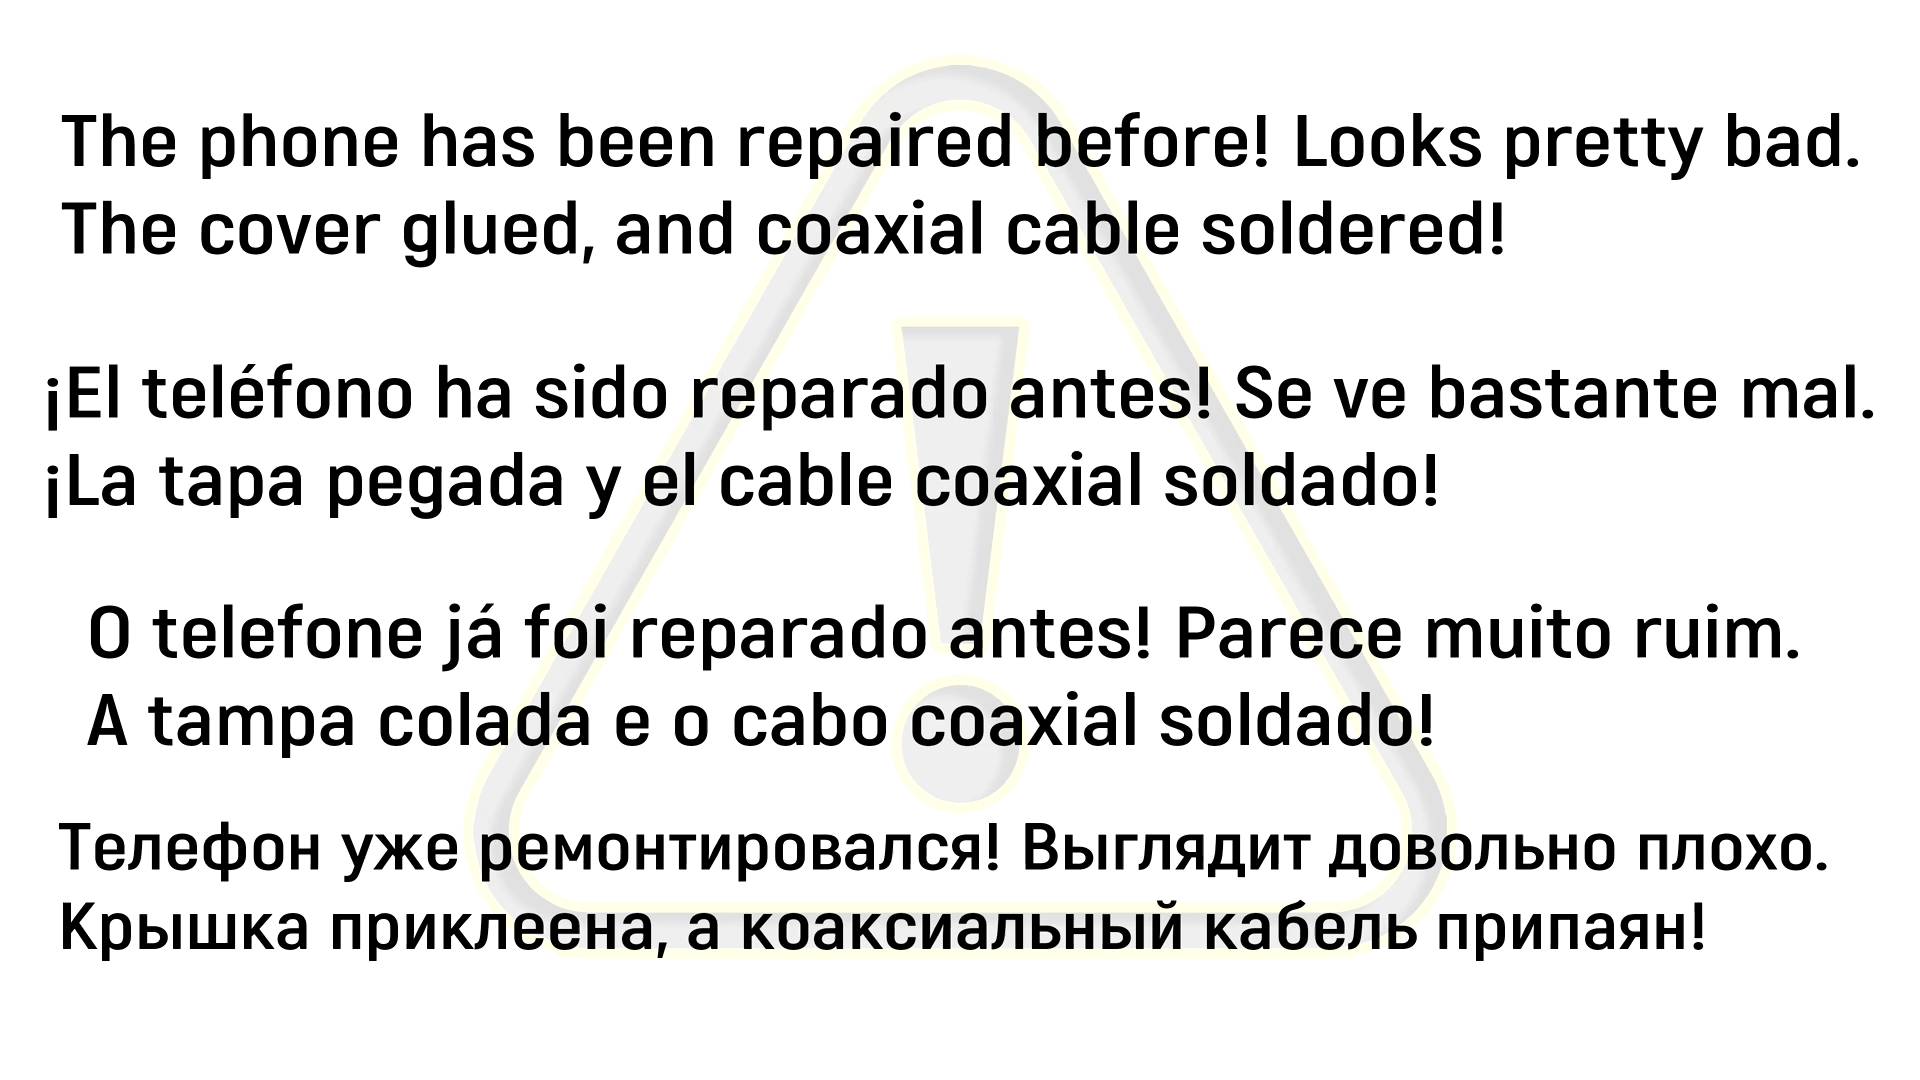 The phone has been repaired before! Looks pretty bad.
The cover glued, and coaxial cable soldered!
¡El teléfono ha sido reparado antes! Se ve bastante mal.
¡La tapa pegada y el cable coaxial soldado!
O telefone já foi reparado antes! Parece muito ruim.
A tampa colada e o cabo coaxial soldado!
Телефон уже ремонтировался! Выглядит довольно плохо.
Крышка приклеена, а коаксиальный кабель припаян!